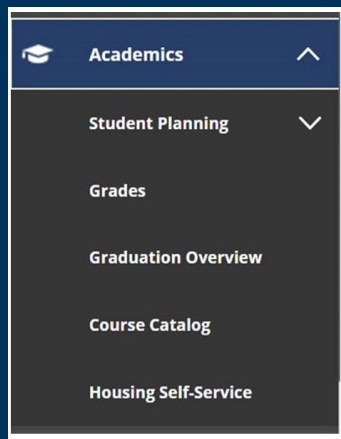 Academics
Student Planning
Grades
Graduation Overview
Course Catalog
Housing Self-Service